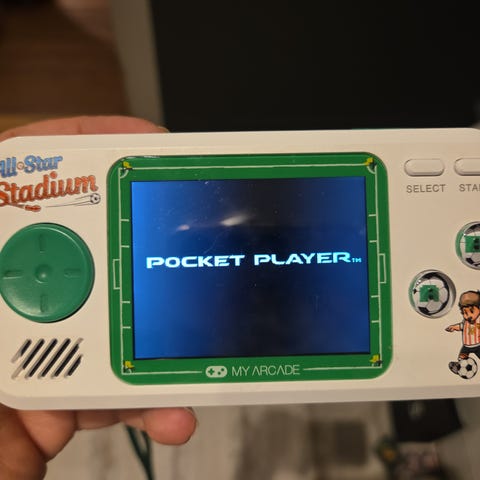 All-Star
Stadium
SELECT
POCKET PLAYER™
MY ARCADE